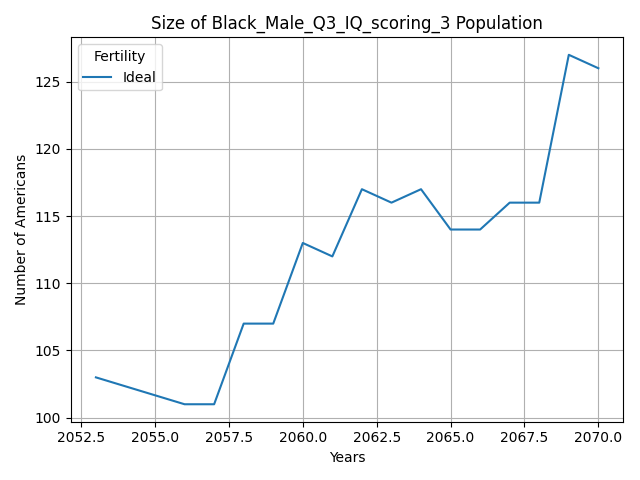 Size of Black_Male_Q3_IQ_scoring_3 Population
Fertility
Ideal
Number of Americans
125
120
115
110
105
100
2052.5 2055.0 2057.5 2060.0 2062.5 2065.0 2067.5 2070.0
Years